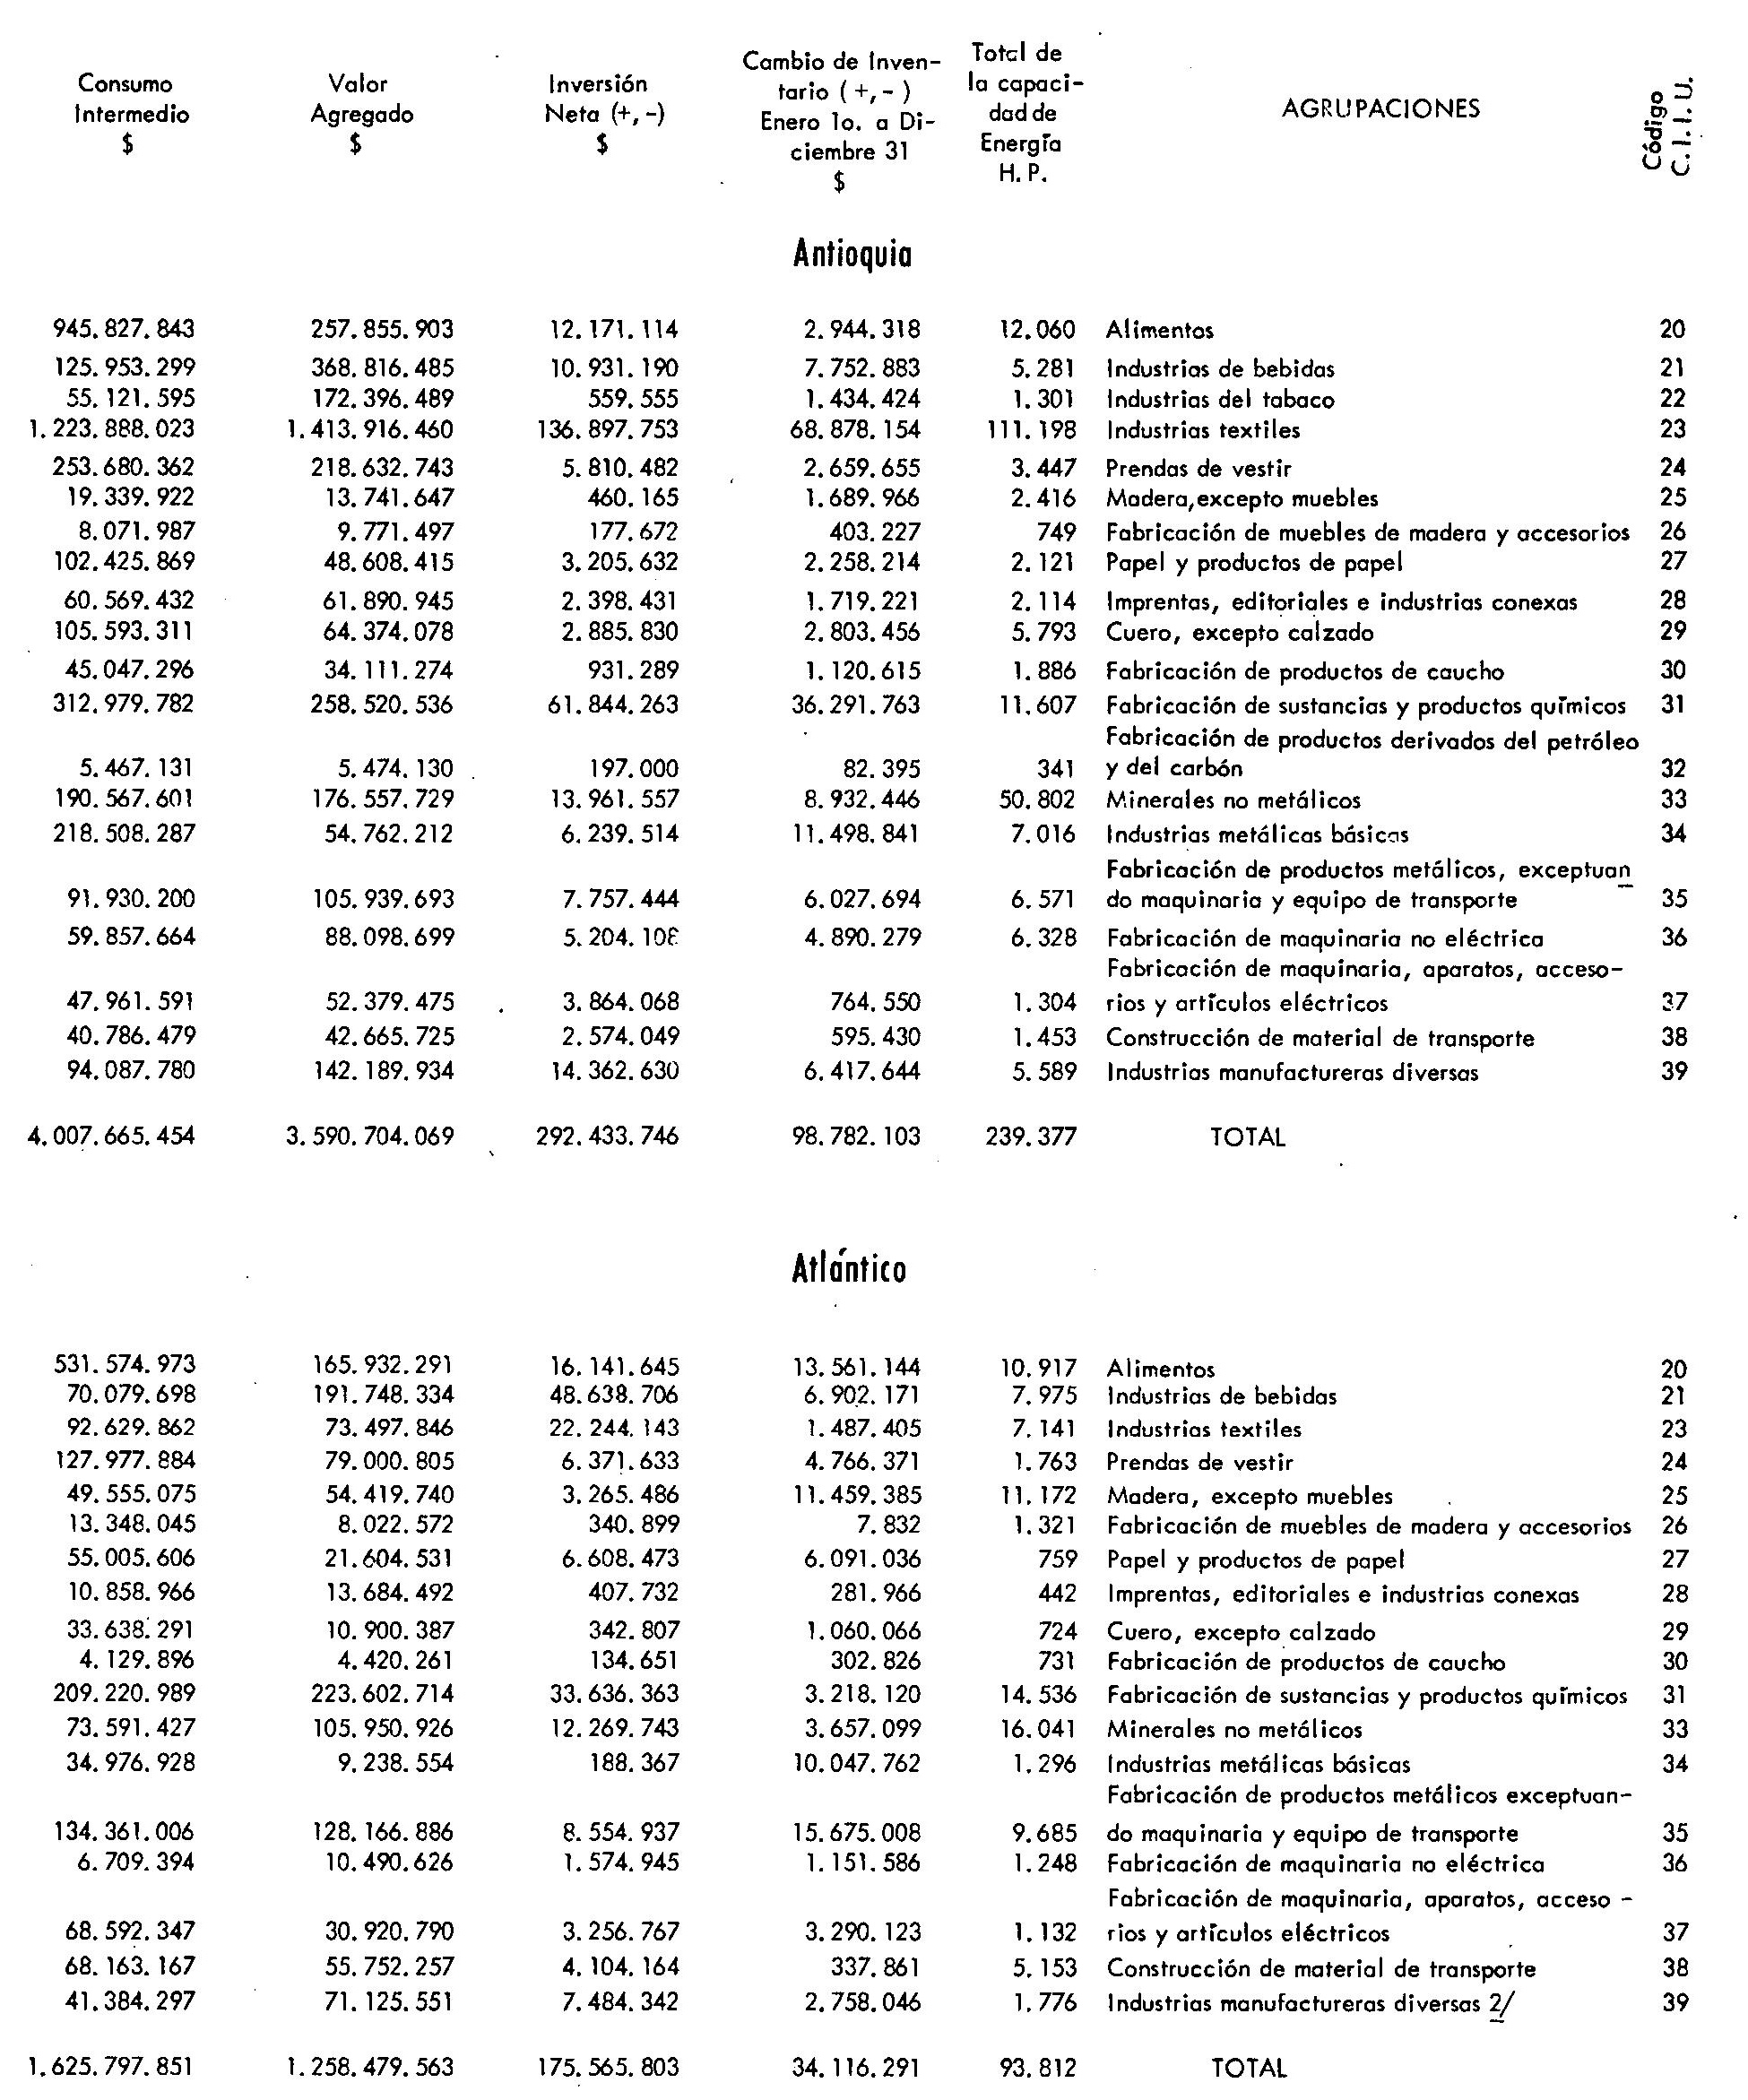 Consumo Intermedio $ Valor Agregado $ Inversión Neta (+, -) $ Cambio de Inven- tario ( +, - ) Enero 1o. a Di- ciembre 31 $ Total de la capaci- dad de Energía H. P. AGRUPACIONES Código C. I. I. U.
Antioquia
945.827.843 257.855.903 12.171.114 2.944.318 12.060 Alimentos 20
125.953.299 368.816.485 10.931.190 7.752.883 5.281 Industrias de bebidas 21
55.121.595 172.396.489 559.555 1.434.424 1.301 Industrias del tabaco 22
1.223.888.023 1.413.916.460 136.897.753 68.878.154 111.198 Industrias textiles 23
253.680.362 218.632.743 5.810.482 2.659.655 3.447 Prendas de vestir 24
19.339.922 13.741.647 460.165 1.689.966 2.416 Madera,excepto muebles 25
8.071.987 9.771.497 177.672 403.227 749 Fabricación de muebles de madera y accesorios 26
102.425.869 48.608.415 3.205.632 2.258.214 2.121 Papel y productos de papel 27
60.569.432 61.890.945 2.398.431 1.719.221 2.114 Imprentas, editoriales e industrias conexas 28
105.593.311 64.374.078 2.885.830 2.803.456 5.793 Cuero, excepto calzado 29
45.047.296 34.111.274 931.289 1.120.615 1.886 Fabricación de productos de caucho 30
312.979.782 258.520.536 61.844.263 36.291.763 11.607 Fabricación de sustancias y productos químicos 31
Fabricación de productos derivados del petróleo
5.467.131 5.474.130 197.000 82.395 341 y del carbón 32
190.567.601 176.557.729 13.961.557 8.932.446 50.802 Minerales no metálicos 33
218.508.287 54.762.212 6.239.514 11.498.841 7.016 Industrias metálicas básicas 34
Fabricación de productos metálicos, exceptuan
91.930.200 105.939.693 7.757.444 6.027.694 6.571 do maquinaria y equipo de transporte 35
59.857.664 88.098.699 5.204.108 4.890.279 6.328 Fabricación de maquinaria no eléctrica 36
Fabricación de maquinaria, aparatos, acceso-
47.961.591 52.379.475 3.864.068 764.550 1.304 rios y artículos eléctricos 37
40.786.479 42.665.725 2.574.049 595.430 1.453 Construcción de material de transporte 38
94.087.780 142.189.934 14.362.630 6.417.644 5.589 Industrias manufactureras diversas 39
4.007.665.454 3.590.704.069 292.433.746 98.782.103 239.377 TOTAL
Atlántico
531.574.973 165.932.291 16.141.645 13.561.144 10.917 Alimentos 20
70.079.698 191.748.334 48.638.706 6.902.171 7.975 Industrias de bebidas 21
92.629.862 73.497.846 22.244.143 1.487.405 7.141 Industrias textiles 23
127.977.884 79.000.805 6.371.633 4.766.371 1.763 Prendas de vestir 24
49.555.075 54.419.740 3.265.486 11.459.385 11.172 Madera, excepto muebles 25
13.348.045 8.022.572 340.899 7.832 1.321 Fabricación de muebles de madera y accesorios 26
55.005.606 21.604.531 6.608.473 6.091.036 759 Papel y productos de papel 27
10.858.966 13.684.492 407.732 281.966 442 Imprentas, editoriales e industrias conexas 28
33.638.291 10.900.387 342.807 1.060.066 724 Cuero, excepto calzado 29
4.129.896 4.420.261 134.651 302.826 731 Fabricación de productos de caucho 30
209.220.989 223.602.714 33.636.363 3.218.120 14.536 Fabricación de sustancias y productos químicos 31
73.591.427 105.950.926 12.269.743 3.657.099 16.041 Minerales no metálicos 33
34.976.928 9.238.554 188.367 10.047.762 1.296 Industrias metálicas básicas 34
Fabricación de productos metálicos exceptuan-
134.361.006 128.166.886 8.554.937 15.675.008 9.685 do maquinaria y equipo de transporte 35
6.709.394 10.490.626 1.574.945 1.151.586 1.248 Fabricación de maquinaria no eléctrica 36
Fabricación de maquinaria, aparatos, acceso -
68.592.347 30.920.790 3.256.767 3.290.123 1.132 rios y artículos eléctricos 37
68.163.167 55.752.257 4.104.164 337.861 5.153 Construcción de material de transporte 38
41.384.297 71.125.551 7.484.342 2.758.046 1.776 Industrias manufactureras diversas 2/ 39
1.625.797.851 1.258.479.563 175.565.803 34.116.291 93.812 TOTAL